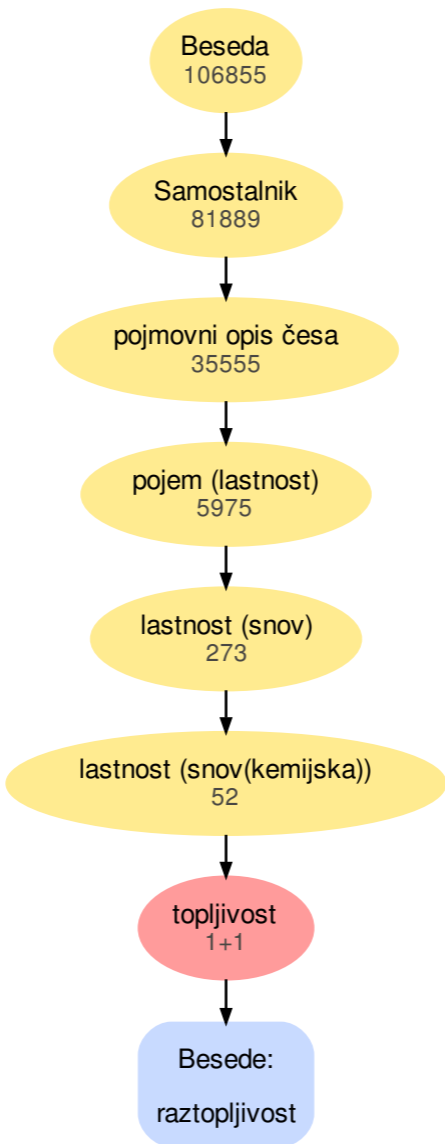 Beseda
106855
Samostalnik
81889
pojmovni opis česa
35555
pojem (lastnost)
5975
lastnost (snov)
273
lastnost (snov(kemijska))
52
topljivost
1+1
Besede:
raztopljivost